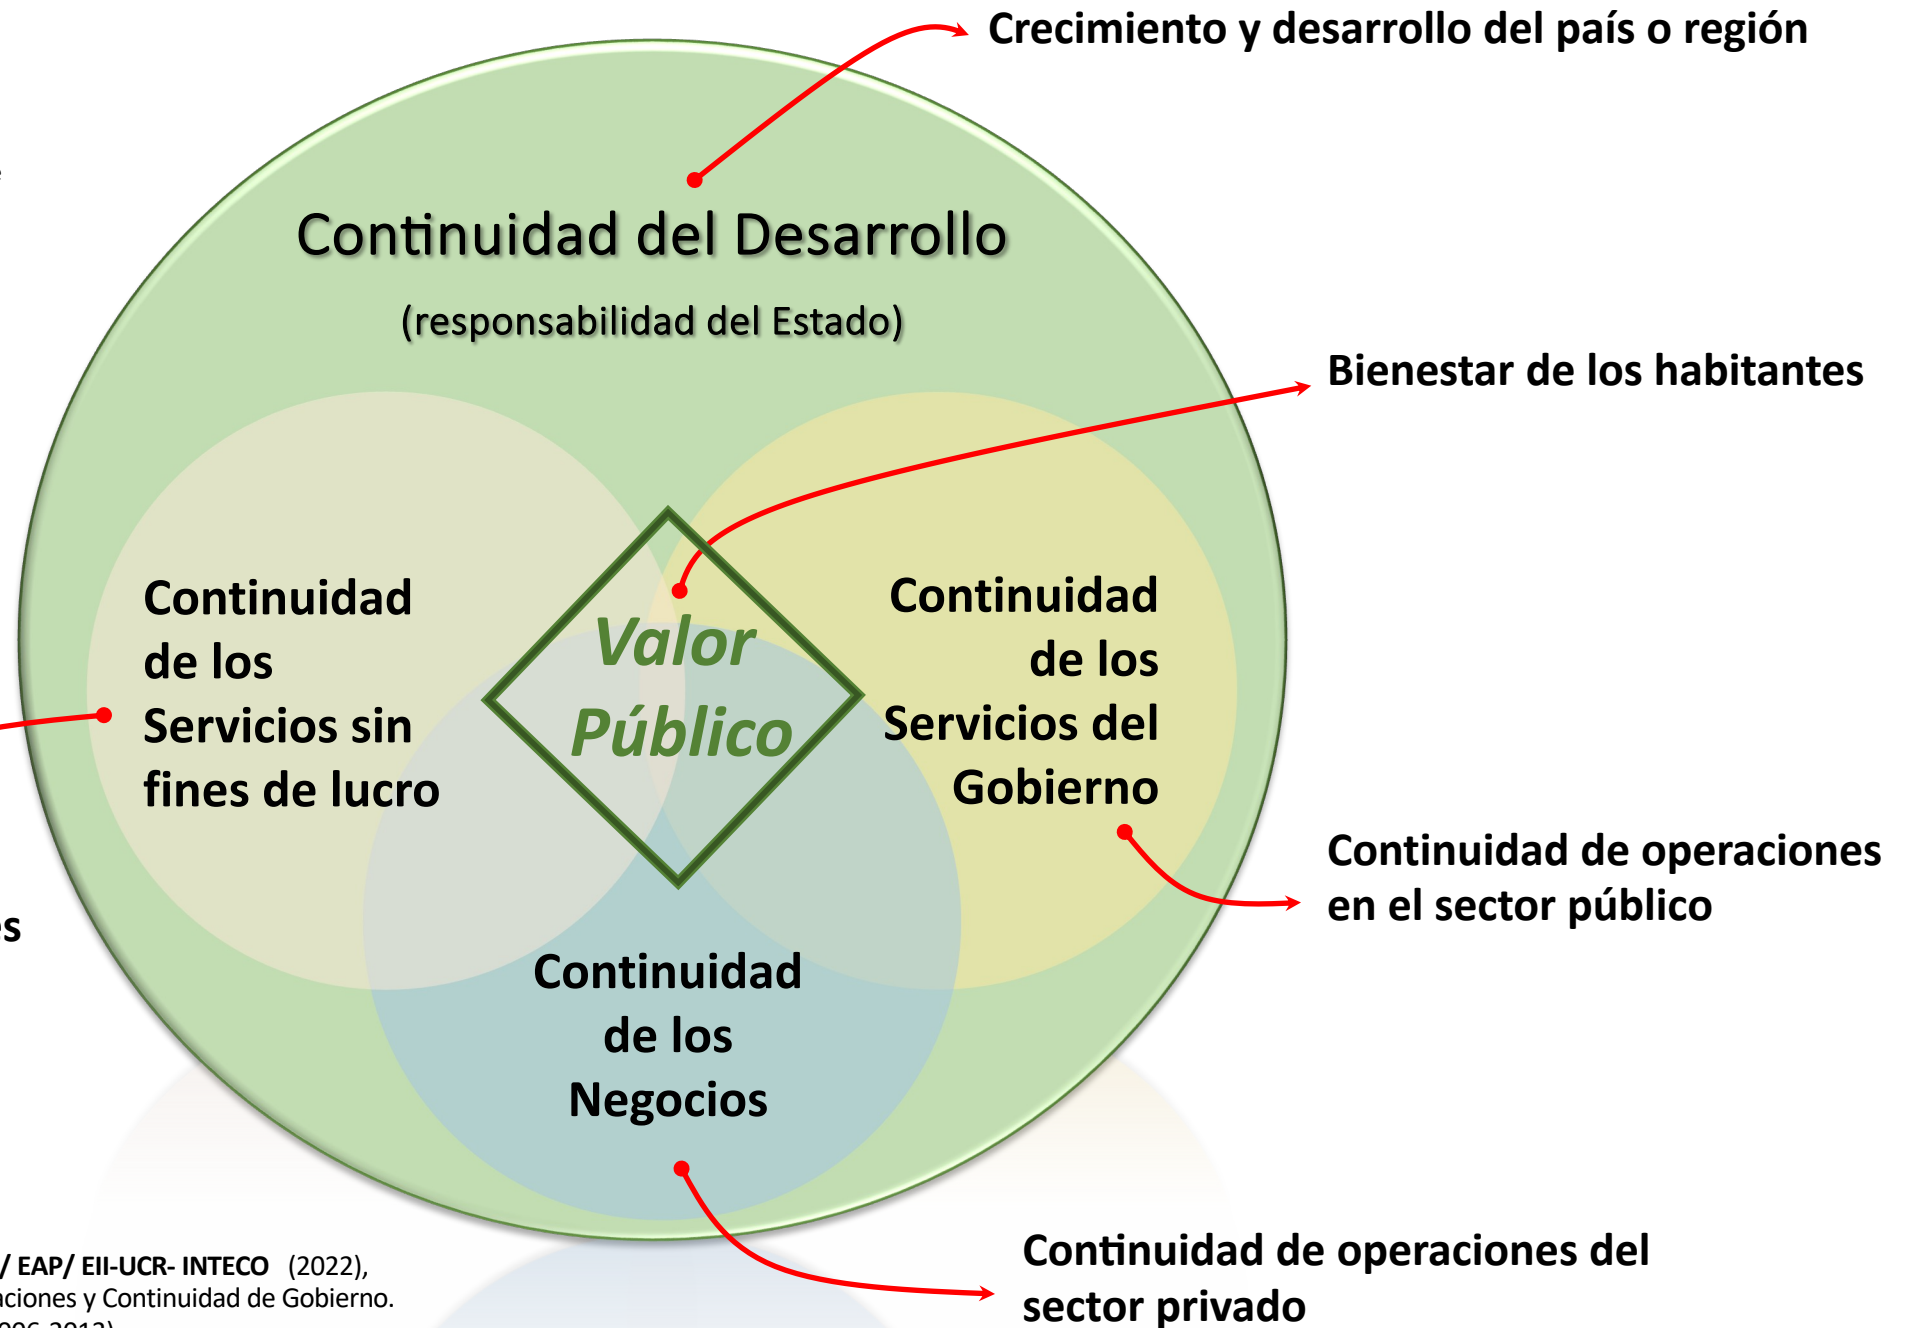 Crecimiento y desarrollo del país o región
Continuidad del Desarrollo
(responsabilidad del Estado)
Bienestar de los habitantes
Continuidad
de los
Servicios sin
fines de lucro
Valor
Público
Continuidad
de los
Servicios del
Gobierno
Continuidad de operaciones
en el sector público
Continuidad
de los
Negocios
Continuidad de operaciones del
sector privado
/ EAP/ EII-UCR- INTECO (2022),
aciones y Continuidad de Gobierno.